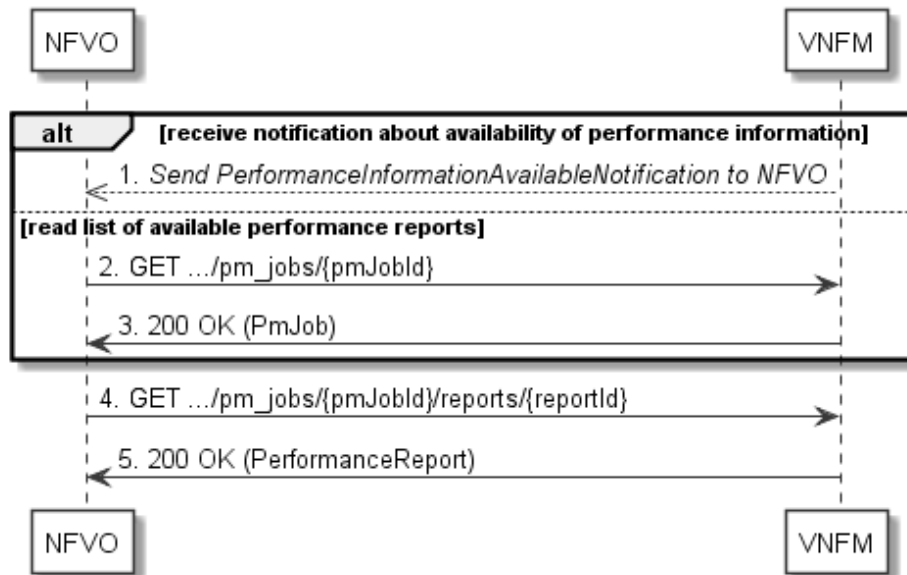 NFVO VNFM
alt [receive notification about availability of performance information]
1. Send PerformanceInformationAvailableNotification to NFVO
[read list of available performance reports]
2. GET .../pm_jobs/{pmJobId}
3. 200 OK (PmJob)
4. GET .../pm_jobs/{pmJobId}/reports/{reportId}
5. 200 OK (PerformanceReport)
NFVO VNFM